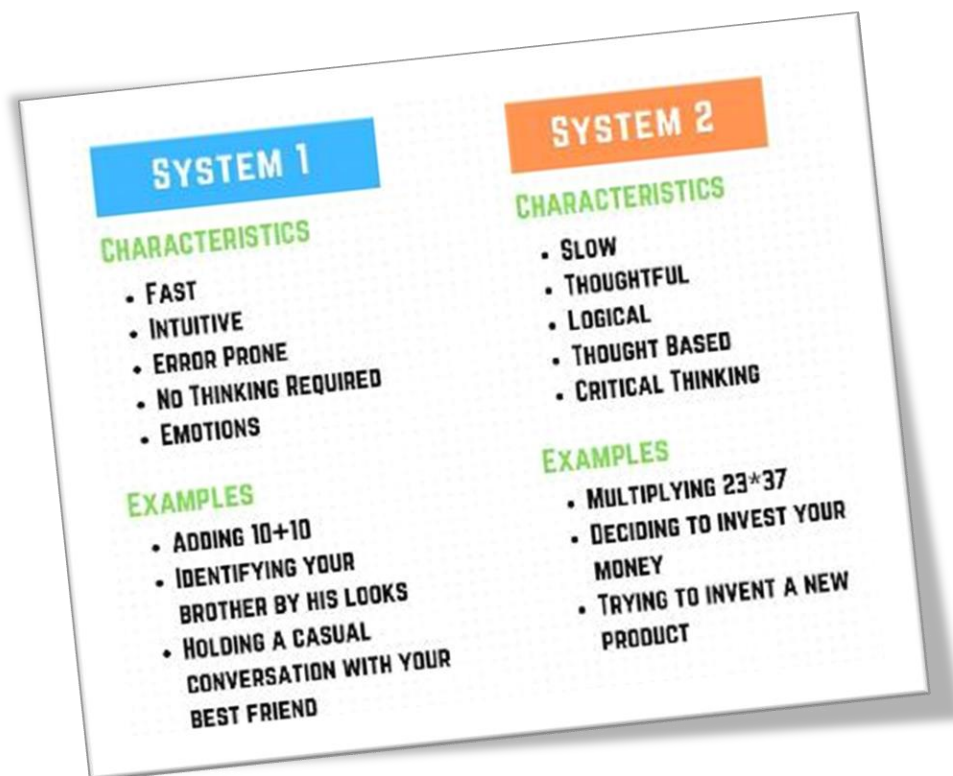 System 1
Characteristics
• Fast
• Intuitive
• Error Prone
• No Thinking Required
• Emotions
Examples
• Adding 10+10
• Identifying your
brother by his looks
• Holding a casual
conversation with your
best friend
System 2
Characteristics
• Slow
• Thoughtful
• Logical
• Thought Based
• Critical Thinking
Examples
• Multiplying 23*37
• Deciding to invest your
money
• Trying to invent a new
product